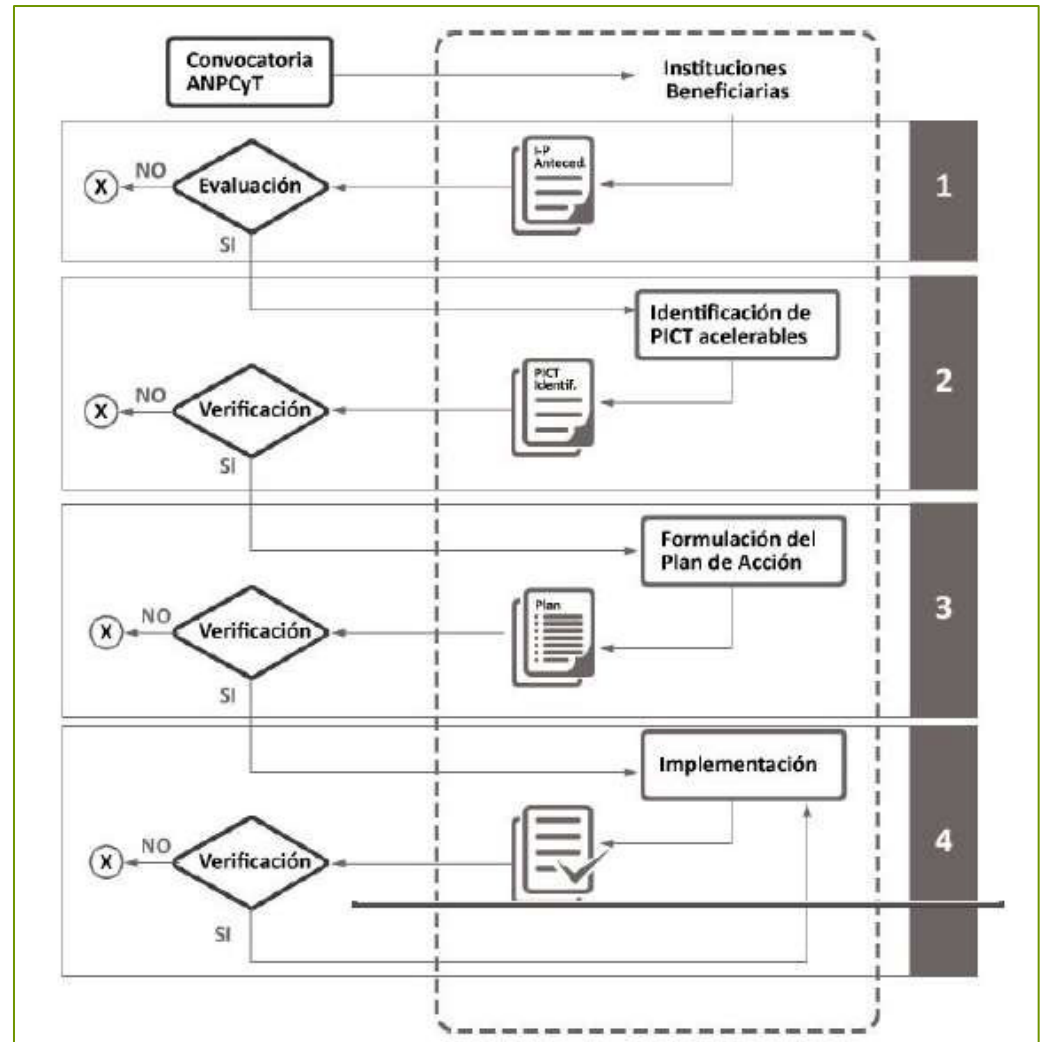 Convocatoria
ANPCyT
Instituciones
Beneficiarias
I-P
Anteced.
NO
X
Evaluación
SI
1
Identificación de
PICT acelerables
PICT
Identif.
NO
X
Verificación
SI
2
Formulación del
Plan de Acción
Plan
NO
X
Verificación
SI
3
Implementación
NO
X
Verificación
SI
4